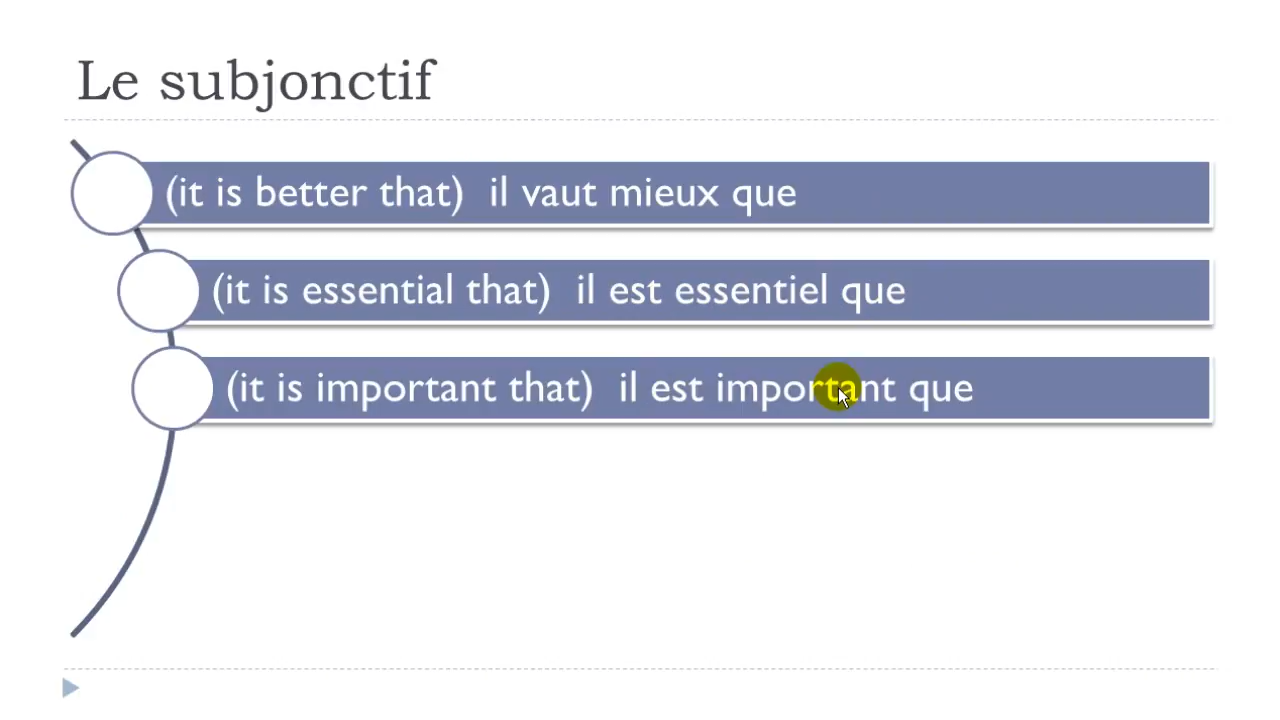 Le subjonctif
(it is better that) il vaut mieux que
(it is essential that) il est essentiel que
(it is important that) il est important que